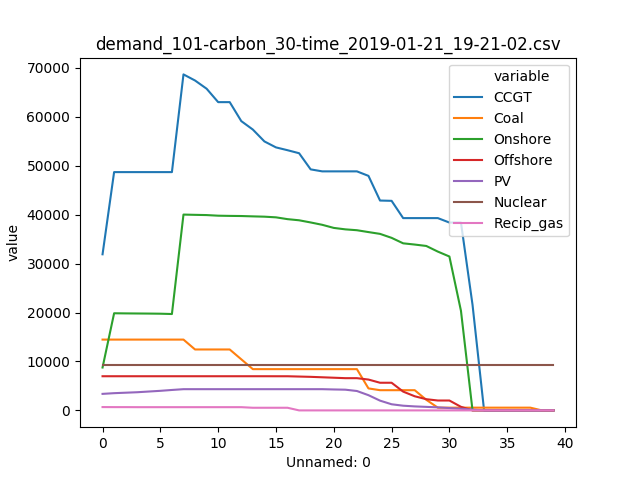 demand_101-carbon_30-time_2019-01-21_19-21-02.csv
variable
CCGT
Coal
Onshore
Offshore
PV
Nuclear
Recip_gas
value
70000
60000
50000
40000
30000
20000
10000
0
0 5 10 15 20 25 30 35 40
Unnamed: 0